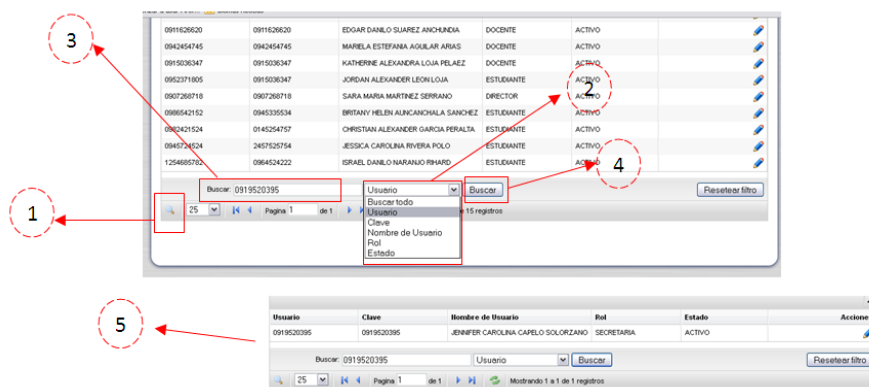 0911626620 0911626620 EDGAR DANILO SUAREZ ANCHUNDIA DOCENTE ACTIVO
3
0942454745 0942454745 MARIELA ESTEFANIA AGUILAR ARIAS DOCENTE ACTIVO
0915036347 0915036347 KATHERINE ALEXANDRA LOJA PELAEZ DOCENTE ACTIVO
0952371805 0915036347 JORDAN ALEXANDER LEON LOJA ESTUDIANTE ACTIVO
2
0907268718 0907268718 SARA MARIA MARTINEZ SERRANO DIRECTOR ACTIVO
0986542152 0945335534 BRITANY HELEN AUNCANCHALA SANCHEZ ESTUDIANTE ACTIVO
0982421524 0145254757 CHRISTIAN ALEXANDER GARCIA PERALTA ESTUDIANTE ACTIVO
0945724524 2457525754 JESSICA CAROLINA RIVERA POLO ESTUDIANTE
4
1254685782 0964524222 ISRAEL DANILO NARANJO RIHARD ESTUDIANTE ACTIVO
Buscar: 0919520395 Usuario Buscar Resetear filtro
1
25 Pagina 1 de 1 e 15 registros
Buscar todo
Usuario
Clave
Nombre de Usuario
Rol
Estado
5
Usuario Clave Nombre de Usuario Rol Estado Accione
0919520395 0919520395 JENNIFER CAROLINA CAPELO SOLORZANO SECRETARIA ACTIVO
Buscar: 0919520395 Usuario Buscar Resetear filtro
25 Pagina 1 de 1 Mostrando 1 a 1 de 1 registros